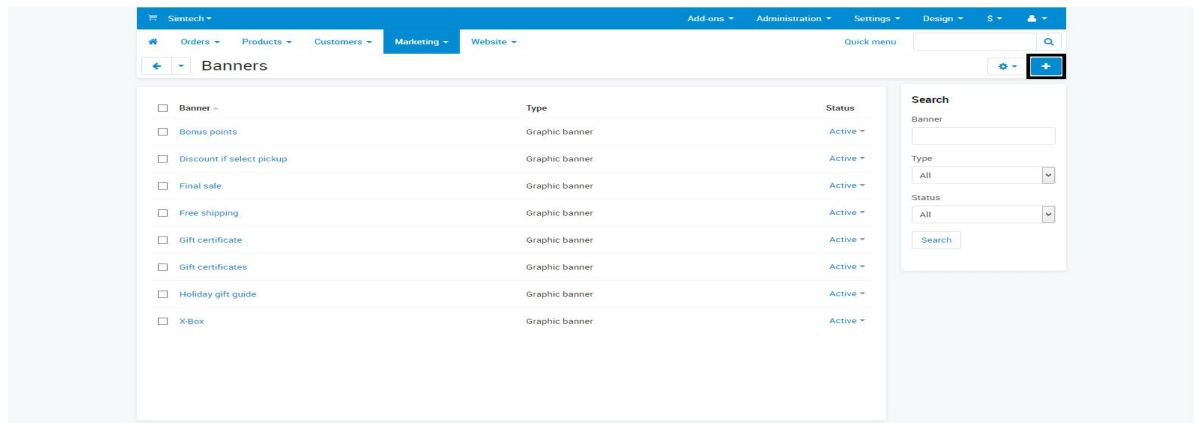 Simtech Add-ons Administration Settings Design $
Orders Products Customers Marketing Website Quick menu
Banners
Banner Type Status
Bonus points Graphic banner Active
Discount if select pickup Graphic banner Active
Final sale Graphic banner Active
Free shipping Graphic banner Active
Gift certificate Graphic banner Active
Gift certificates Graphic banner Active
Holiday gift guide Graphic banner Active
X-Box Graphic banner Active
Search
Banner
Type
All
Status
All
Search